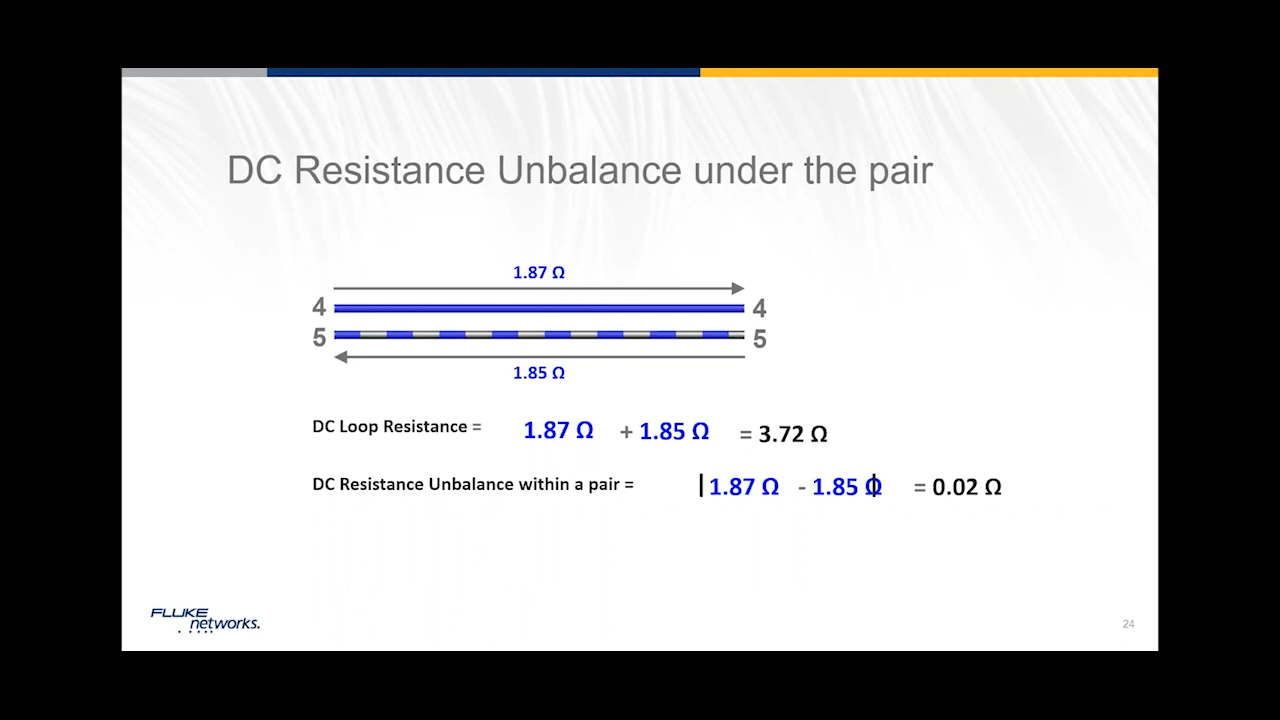 DC Resistance Unbalance under the pair
1.87 Ω
4 4
5 5
1.85 Ω
DC Loop Resistance = 1.87 Ω + 1.85 Ω = 3.72 Ω
DC Resistance Unbalance within a pair = | 1.87 Ω - 1.85 Ω | = 0.02 Ω
FLUKE
networks.
24